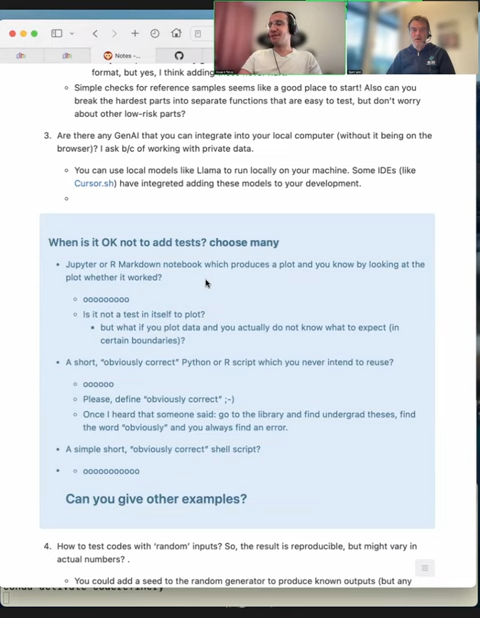 Notes -...
format, but yes, I think adding
Simple checks for reference samples seems like a good place to start! Also can you
break the hardest parts into separate functions that are easy to test, but don't worry
about other low-risk parts?
3. Are there any GenAI that you can integrate into your local computer (without it being on the
browser)? I ask b/c of working with private data.
You can use local models like Llama to run locally on your machine. Some IDEs (like
Cursor.sh) have integrated adding these models to your development.
When is it OK not to add tests? choose many
Jupyter or R Markdown notebook which produces a plot and you know by looking at the
plot whether it worked?
ooooooooo
Is it not a test in itself to plot?
but what if you plot data and you actually do not know what to expect (in
certain boundaries)?
A short, “obviously correct” Python or R script which you never intend to reuse?
oooooo
Please, define “obviously correct” ;-)
Once I heard that someone said: go to the library and find undergrad theses, find
the word “obviously” and you always find an error.
A simple short, “obviously correct” shell script?
ooooooooooo
Can you give other examples?
4. How to test codes with ‘random’ inputs? So, the result is reproducible, but might vary in
actual numbers? .
You could add a seed to the random generator to produce known outputs (but any
conda activate coderefinery